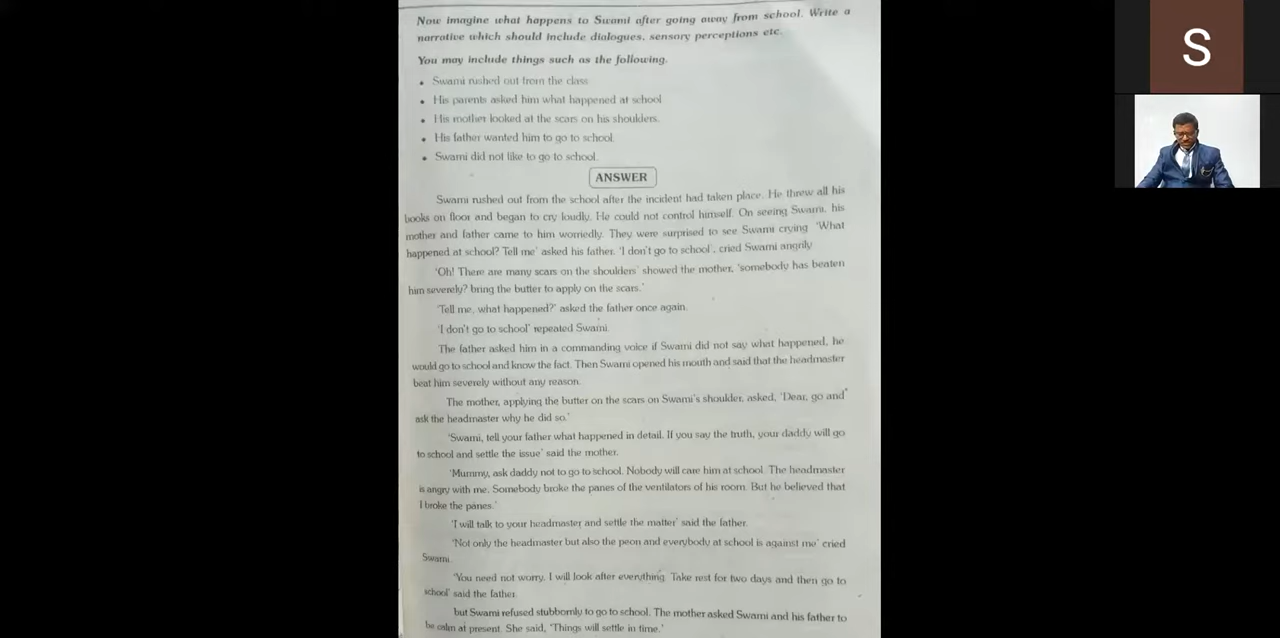 Now imagine what happens to Swami after going away from school. Write a
narrative which should include dialogues, sensory perceptions etc.
You may include things such as the following.
• Swami rushed out from the class
• His parents asked him what happened at school
• His mother looked at the scars on his shoulders.
• His father wanted him to go to school
• Swami did not like to go to school.
ANSWER
Swami rushed out from the school after the incident had taken place. He threw all his
books on floor and began to cry loudly. He could not control himself. On seeing Swami, his
mother and father came to him worriedly. They were surprised to see Swami crying 'What
happened at school? Tell me' asked his father. 'I don't go to school', cried Swami angrily
'Oh! There are many scars on the shoulders' showed the mother, 'somebody has beaten
him severely? bring the butter to apply on the scars.'
'Tell me, what happened?' asked the father once again.
'I don't go to school' repeated Swami.
The father asked him in a commanding voice if Swami did not say what happened, he
would go to school and know the fact. Then Swami opened his mouth and said that the headmaster
beat him severely without any reason.
The mother, applying the butter on the scars on Swami's shoulder, asked, 'Dear, go and
ask the headmaster why he did so.'
'Swami, tell your father what happened in detail. If you say the truth, your daddy will go
to school and settle the issue' said the mother.
'Mummy, ask daddy not to go to school. Nobody will care him at school. The headmaster
is angry with me. Somebody broke the panes of the ventilators of his room. But he believed that
I broke the panes.'
'I will talk to your headmaster and settle the matter' said the father.
'Not only the headmaster but also the peon and everybody at school is against me' cried
Swami.
'You need not worry. I will look after everything. Take rest for two days and then go to
school' said the father.
but Swami refused stubbornly to go to school. The mother asked Swami and his father to
be calm at present. She said, 'Things will settle in time.'
S